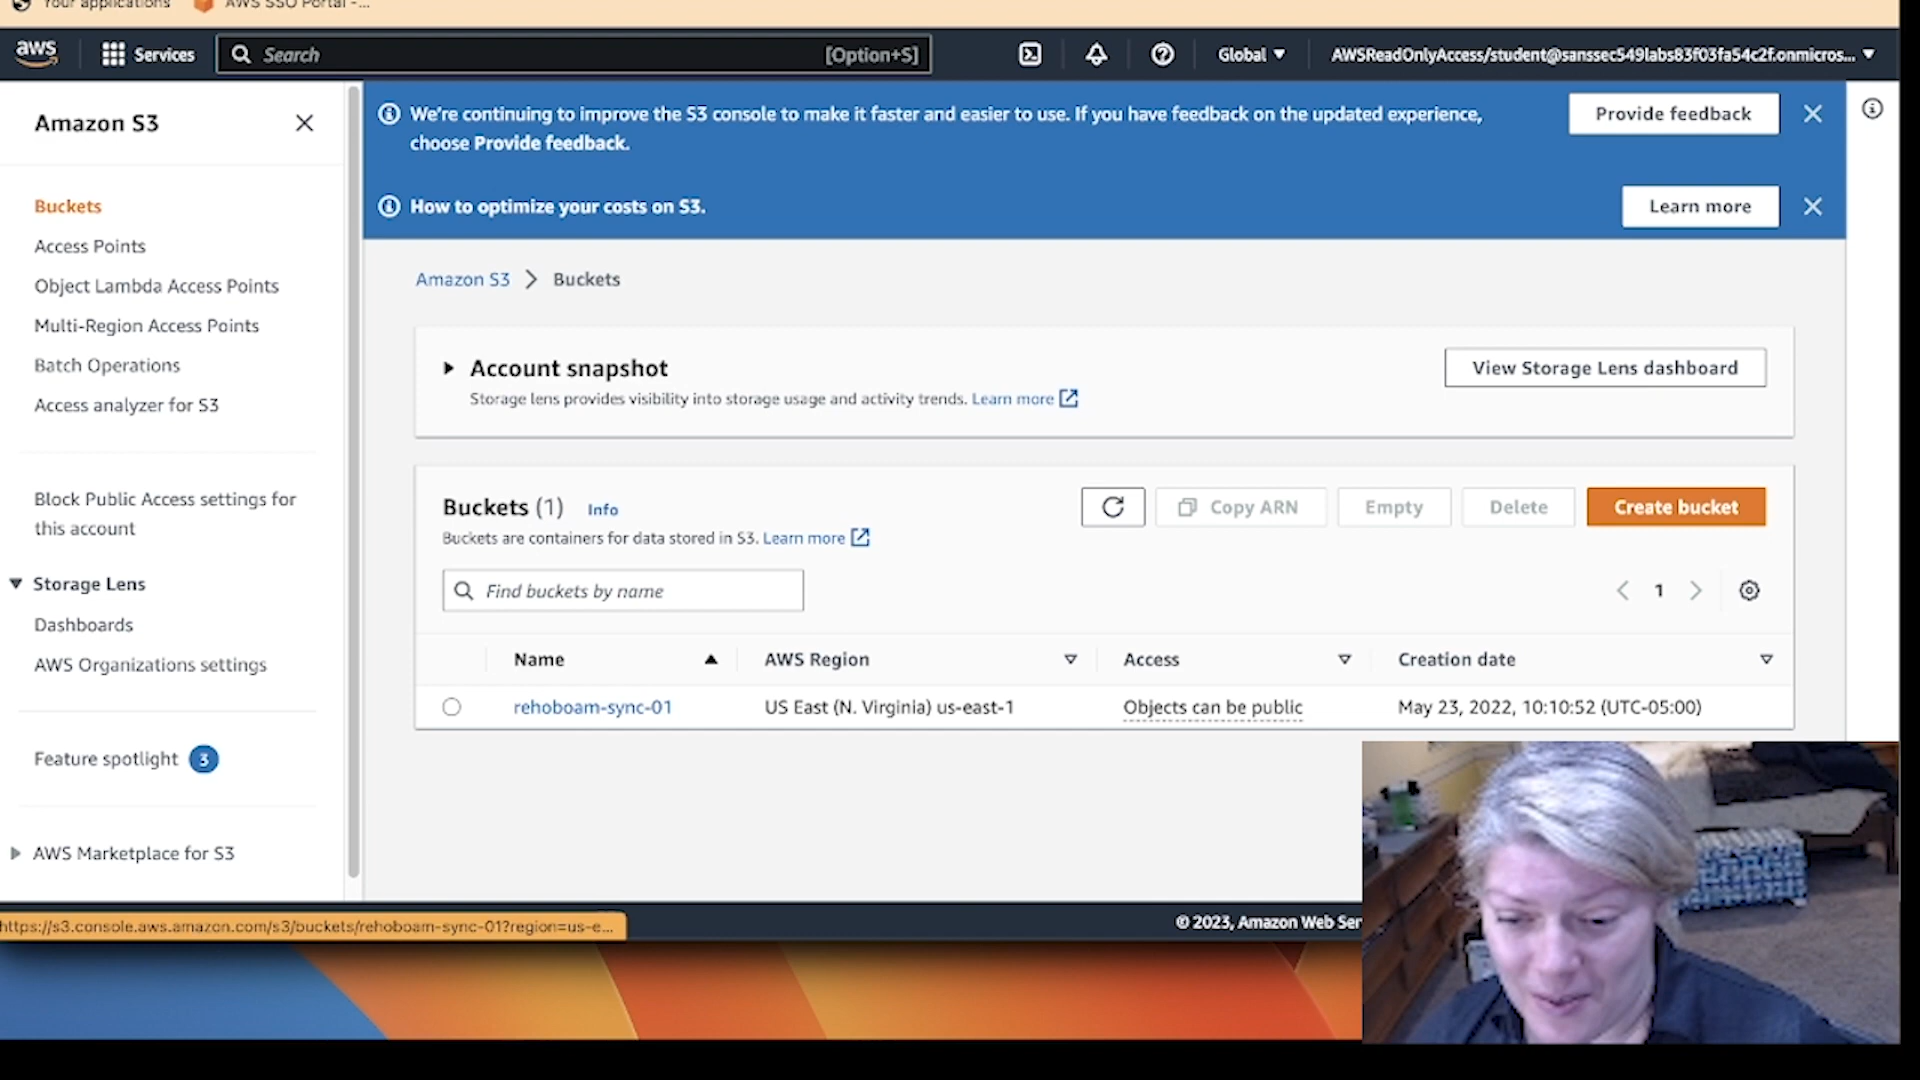 Your applications
AWS SSO Portal -...
aws
Services
Search
[Option+S]
Global
AWSReadOnlyAccess/student@sanssec549labs83f03fa54c2f.onmicros...
Amazon S3
Buckets
Access Points
Object Lambda Access Points
Multi-Region Access Points
Batch Operations
Access analyzer for S3
Block Public Access settings for
this account
Storage Lens
Dashboards
AWS Organizations settings
Feature spotlight 3
AWS Marketplace for S3
We're continuing to improve the S3 console to make it faster and easier to use. If you have feedback on the updated experience,
choose Provide feedback.
Provide feedback
How to optimize your costs on S3.
Learn more
Amazon S3 > Buckets
Account snapshot
Storage lens provides visibility into storage usage and activity trends. Learn more
View Storage Lens dashboard
Buckets (1) Info
Buckets are containers for data stored in S3. Learn more
Copy ARN
Empty
Delete
Create bucket
Find buckets by name
1
Name AWS Region Access Creation date
rehoboam-sync-01 US East (N. Virginia) us-east-1 Objects can be public May 23, 2022, 10:10:52 (UTC-05:00)
https://s3.console.aws.amazon.com/s3/buckets/rehoboam-sync-01?region=us-e...
© 2023, Amazon Web Ser